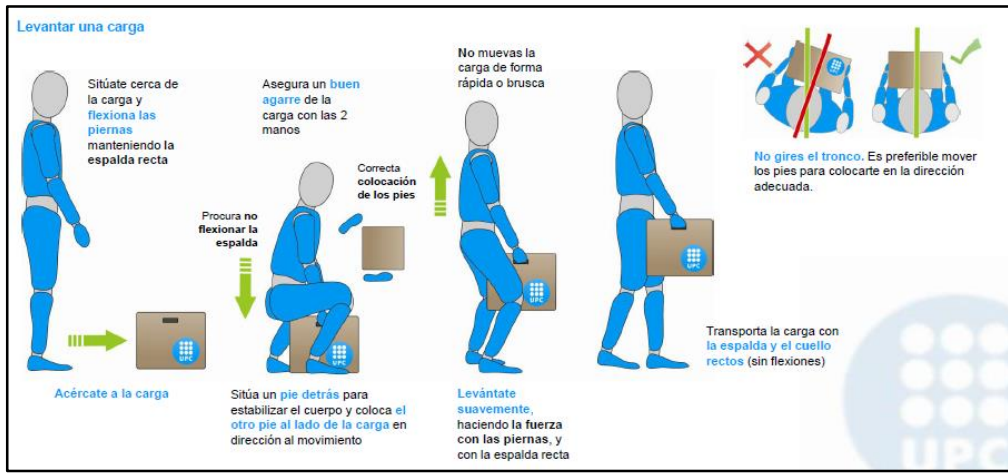 Levantar una carga
Sitúate cerca de
la carga y
flexiona las
piernas
manteniendo la
espalda recta
Acércate a la carga
Asegura un buen
agarre de la
carga con las 2
manos
Procura no
flexionar la
espalda
Correcta
colocación
de los pies
Sitúa un pie detrás para
estabilizar el cuerpo y coloca el
otro pie al lado de la carga en
dirección al movimiento
No muevas la
carga de forma
rápida o brusca
Levántate
suavemente,
haciendo la fuerza
con las piernas, y
con la espalda recta
Transporta la carga con
la espalda y el cuello
rectos (sin flexiones)
No gires el tronco. Es preferible mover
los pies para colocarte en la dirección
adecuada.
UPC
UPC
UPC
UPC
UPC